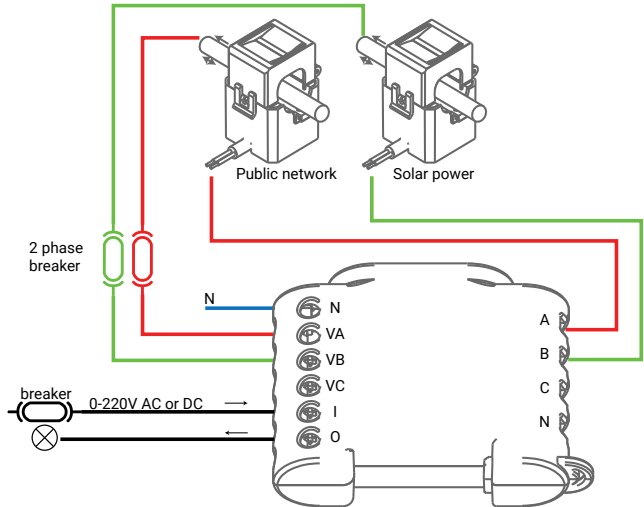 Public network
Solar power
2 phase
breaker
N
N
VA
VB
VC
I
O
A
B
C
N
breaker
0-220V AC or DC